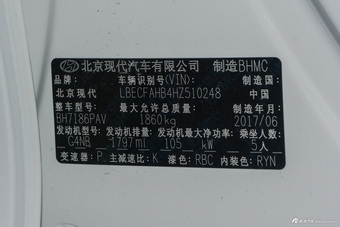 北京现代汽车有限公司 制造BHMC
品牌: 车辆识别号(VIN): 制造国:
北京现代 LBECFAHB4HZ510248 中国
整车型号: 最大允许总质量: 制造年月:
BH7186PAV 1860kg 2017/06
发动机型号: 发动机排量: 发动机最大净功率: 乘坐人数:
G4NB 1797ml 105 kW 5人
变速器: P 主减速比: K 漆色: RBC 内装色: RYN